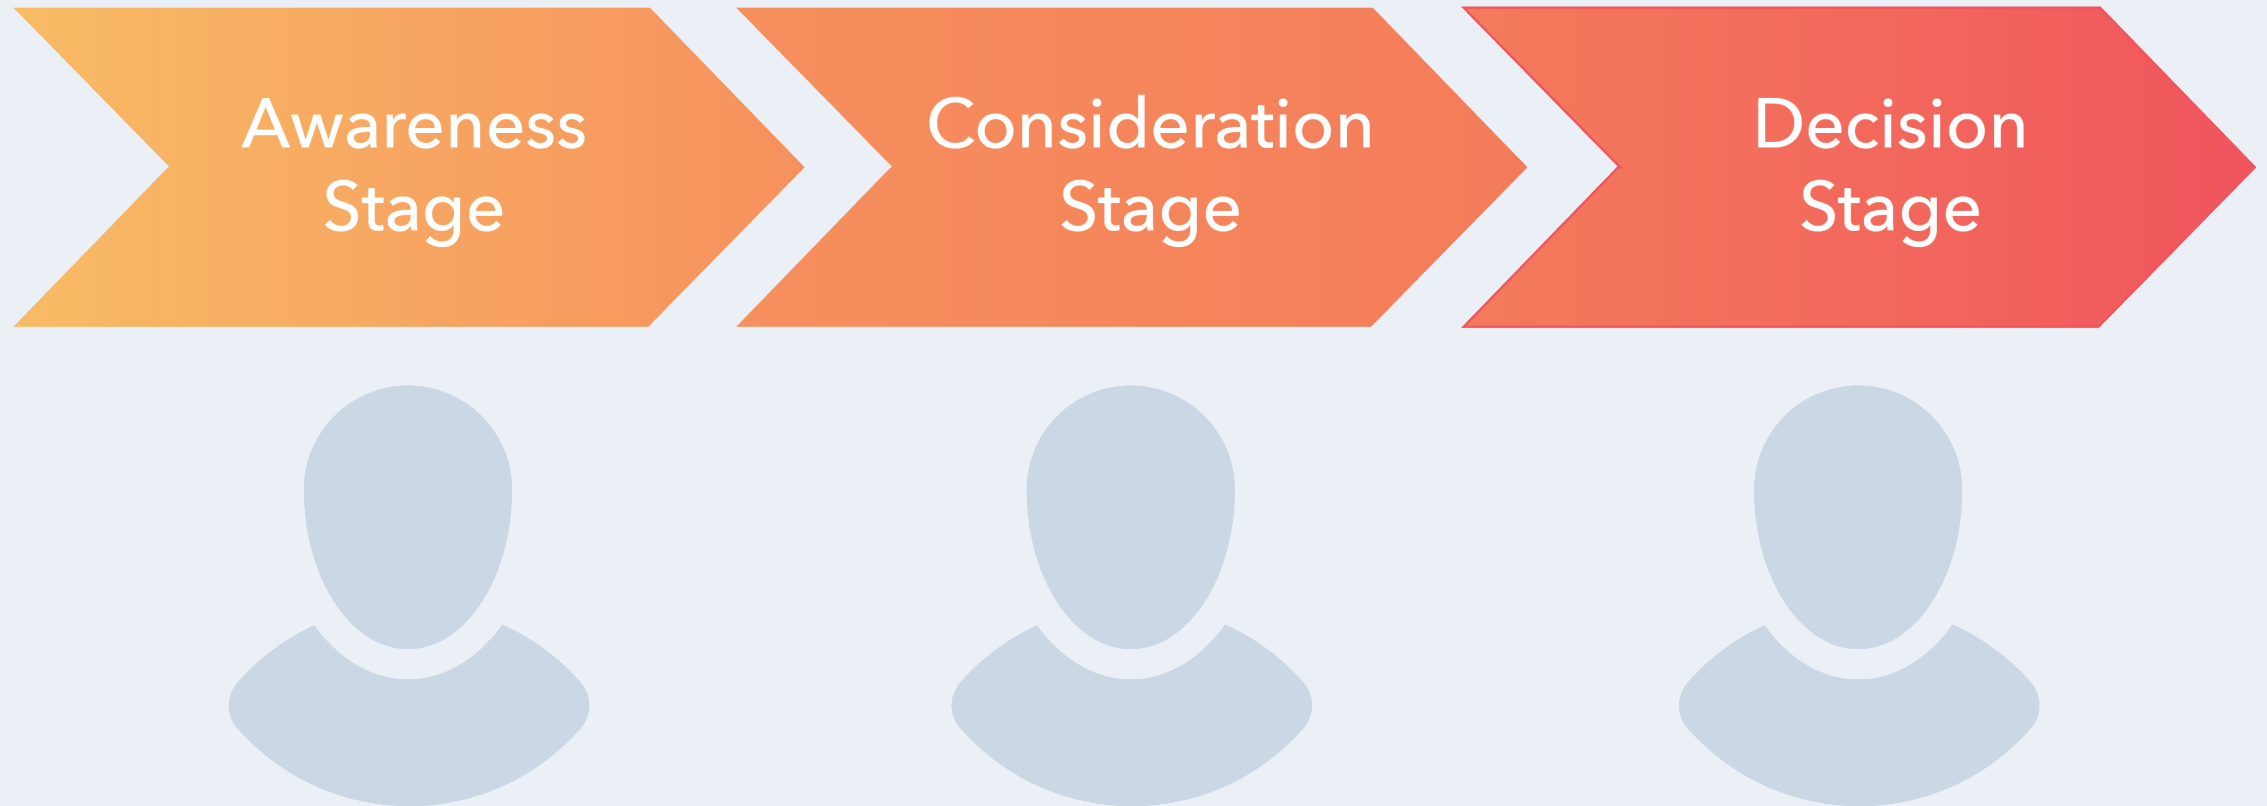 Awareness
Stage
Consideration
Stage
Decision
Stage